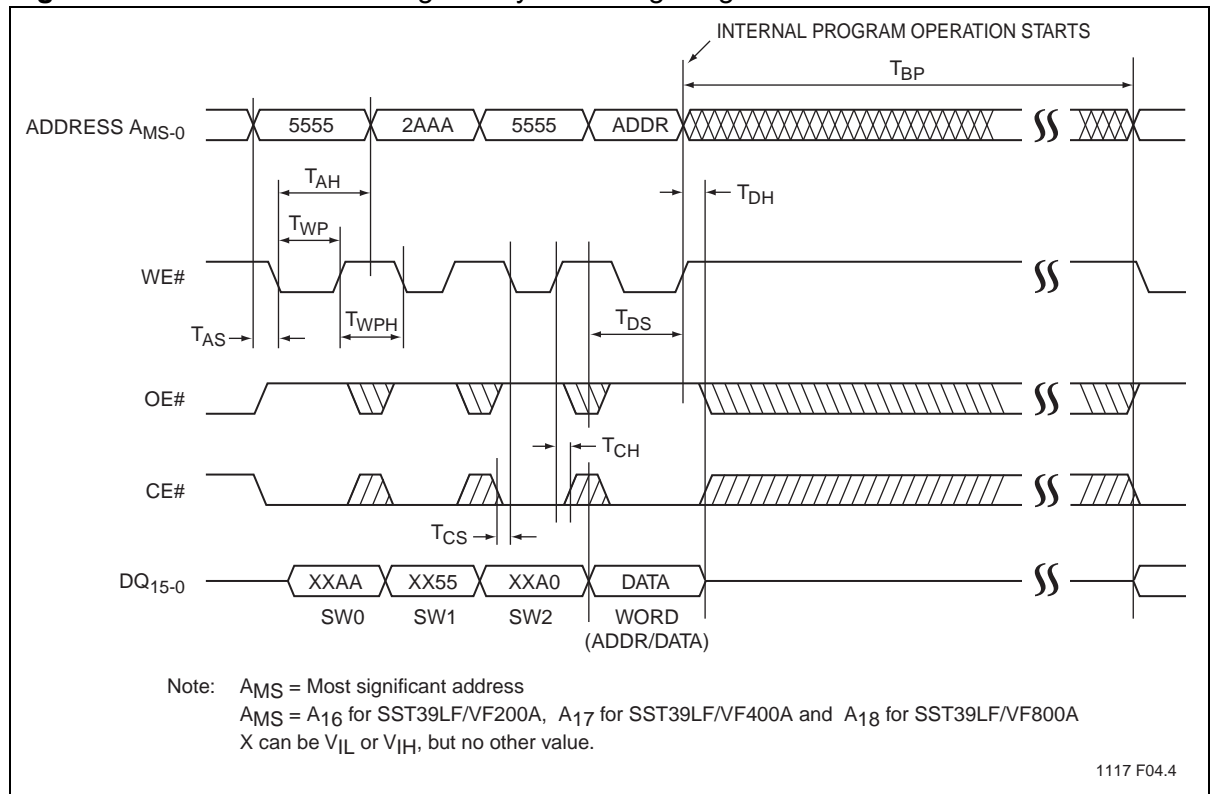 INTERNAL PROGRAM OPERATION STARTS
TBP
ADDRESS AMS-0
5555
2AAA
5555
ADDR
TAH
TDH
TWP
WE#
TAS
TWPH
TDS
OE#
TCH
CE#
TCS
DQ15-0
XXAA
XX55
XXA0
DATA
SW0
SW1
SW2
WORD
(ADDR/DATA)
Note: AMS = Most significant address
AMS = A16 for SST39LF/VF200A, A17 for SST39LF/VF400A and A18 for SST39LF/VF800A
X can be VIL or VIH, but no other value.
1117 F04.4